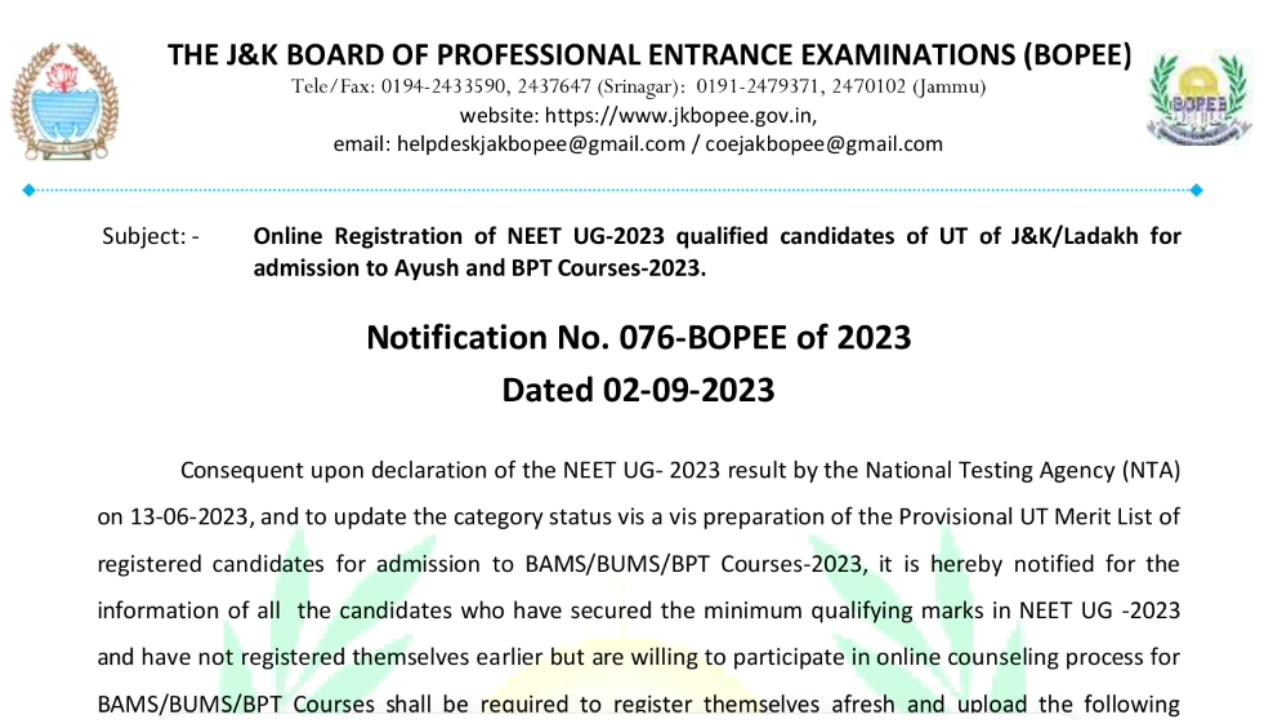 THE J&K BOARD OF PROFESSIONAL ENTRANCE EXAMINATIONS (BOPEE)
Tele/Fax: 0194-2433590, 2437647 (Srinagar): 0191-2479371, 2470102 (Jammu)
website: https://www.jkbopee.gov.in,
email: helpdeskjakbopee@gmail.com / coejakbopee@gmail.com
BOPEE
Subject: - Online Registration of NEET UG-2023 qualified candidates of UT of J&K/Ladakh for
admission to Ayush and BPT Courses-2023.
Notification No. 076-BOPEE of 2023
Dated 02-09-2023
Consequent upon declaration of the NEET UG- 2023 result by the National Testing Agency (NTA)
on 13-06-2023, and to update the category status vis a vis preparation of the Provisional UT Merit List of
registered candidates for admission to BAMS/BUMS/BPT Courses-2023, it is hereby notified for the
information of all the candidates who have secured the minimum qualifying marks in NEET UG -2023
and have not registered themselves earlier but are willing to participate in online counseling process for
BAMS/BUMS/BPT Courses shall be required to register themselves afresh and upload the following